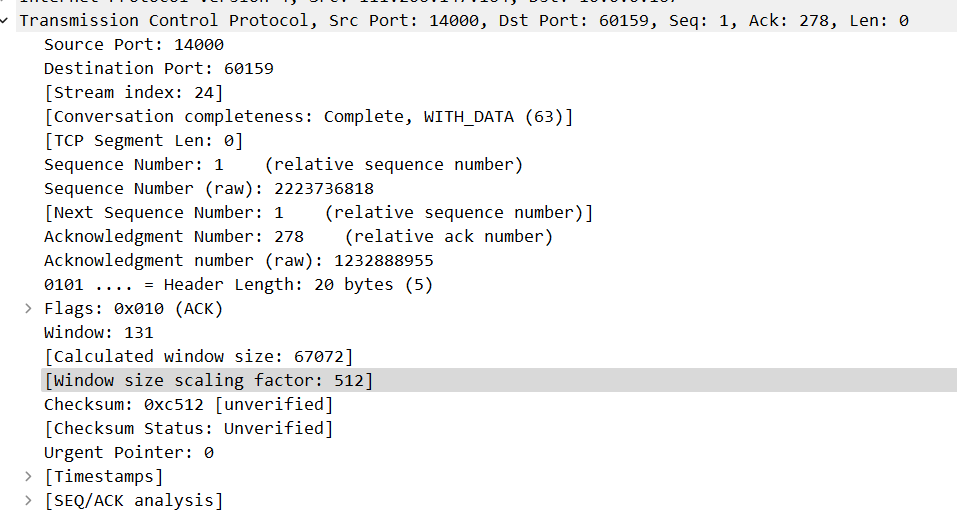 Transmission Control Protocol, Src Port: 14000, Dst Port: 60159, Seq: 1, Ack: 278, Len: 0
Source Port: 14000
Destination Port: 60159
[Stream index: 24]
[Conversation completeness: Complete, WITH_DATA (63)]
[TCP Segment Len: 0]
Sequence Number: 1    (relative sequence number)
Sequence Number (raw): 2223736818
[Next Sequence Number: 1    (relative sequence number)]
Acknowledgment Number: 278    (relative ack number)
Acknowledgment number (raw): 1232888955
0101 .... = Header Length: 20 bytes (5)
Flags: 0x010 (ACK)
Window: 131
[Calculated window size: 67072]
[Window size scaling factor: 512]
Checksum: 0xc512 [unverified]
[Checksum Status: Unverified]
Urgent Pointer: 0
[Timestamps]
[SEQ/ACK analysis]